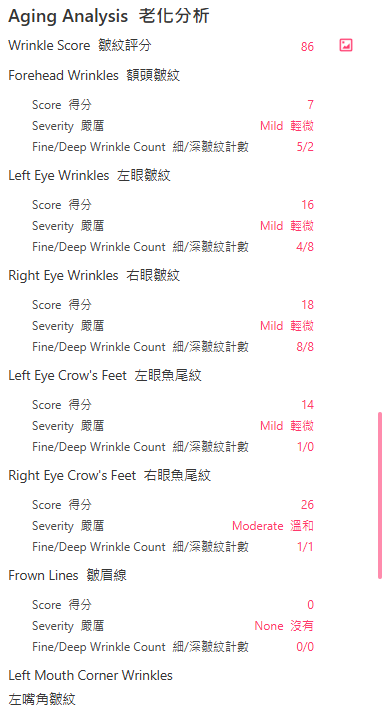 Aging Analysis 老化分析
Wrinkle Score 皺紋評分 86
Forehead Wrinkles 額頭皺紋
Score 得分 7
Severity 嚴厲 Mild 輕微
Fine/Deep Wrinkle Count 細/深皺紋計數 5/2
Left Eye Wrinkles 左眼皺紋
Score 得分 16
Severity 嚴厲 Mild 輕微
Fine/Deep Wrinkle Count 細/深皺紋計數 4/8
Right Eye Wrinkles 右眼皺紋
Score 得分 18
Severity 嚴厲 Mild 輕微
Fine/Deep Wrinkle Count 細/深皺紋計數 8/8
Left Eye Crow's Feet 左眼魚尾紋
Score 得分 14
Severity 嚴厲 Mild 輕微
Fine/Deep Wrinkle Count 細/深皺紋計數 1/0
Right Eye Crow's Feet 右眼魚尾紋
Score 得分 26
Severity 嚴厲 Moderate 溫和
Fine/Deep Wrinkle Count 細/深皺紋計數 1/1
Frown Lines 皺眉線
Score 得分 0
Severity 嚴厲 None 沒有
Fine/Deep Wrinkle Count 細/深皺紋計數 0/0
Left Mouth Corner Wrinkles
左嘴角皺紋